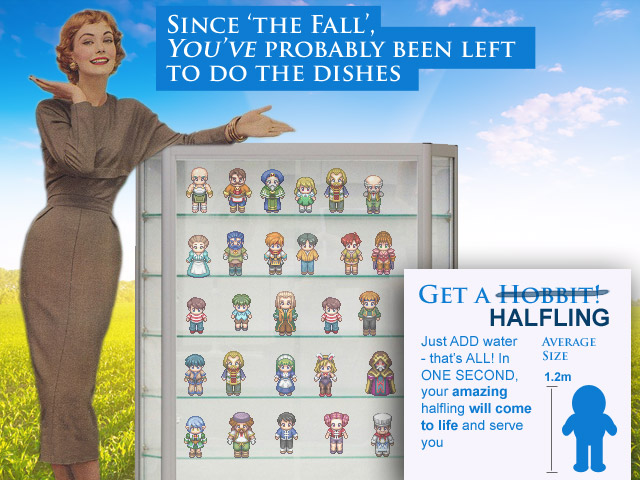 SINCE ‘THE FALL’,
YOU’VE PROBABLY BEEN LEFT
TO DO THE DISHES
GET A HOBBIT!
HALFLING
Just ADD water
- that's ALL! In
ONE SECOND,
your amazing
halfling will come
to life and serve
you
AVERAGE
SIZE
1.2m